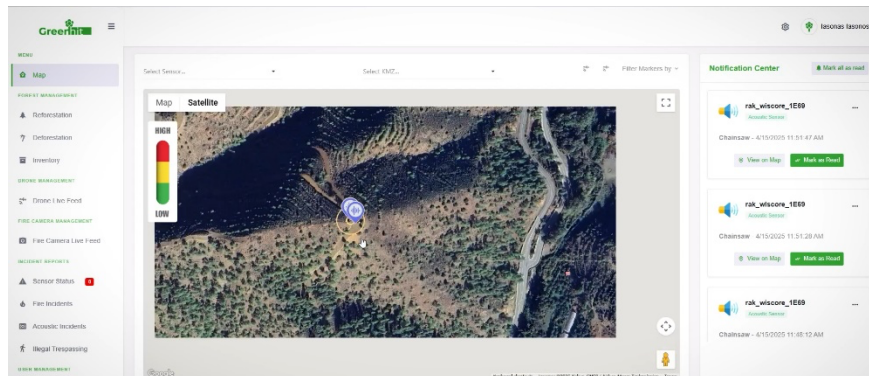 Greenhit
Iasonas Iasonos
MENU
Map
FOREST MANAGEMENT
Reforestation
Deforestation
Inventory
DRONE MANAGEMENT
Drone Live Feed
FIRE CAMERA MANAGEMENT
Fire Camera Live Feed
INCIDENT REPORTS
Sensor Status
Fire Incidents
Acoustic Incidents
Illegal Trespassing
USER MANAGEMENT
Select Sensor...
Select KMZ...
Filter Markers by
Map Satellite
HIGH
LOW
Google
Notification Center
Mark all as read
rak_wiscore_1E69
Acoustic Sensor
Chainsaw - 4/15/2025 11:51:47 AM
View on Map
Mark as Read
rak_wiscore_1E69
Acoustic Sensor
Chainsaw - 4/15/2025 11:51:28 AM
View on Map
Mark as Read
rak_wiscore_1E69
Acoustic Sensor
Chainsaw - 4/15/2025 11:48:12 AM